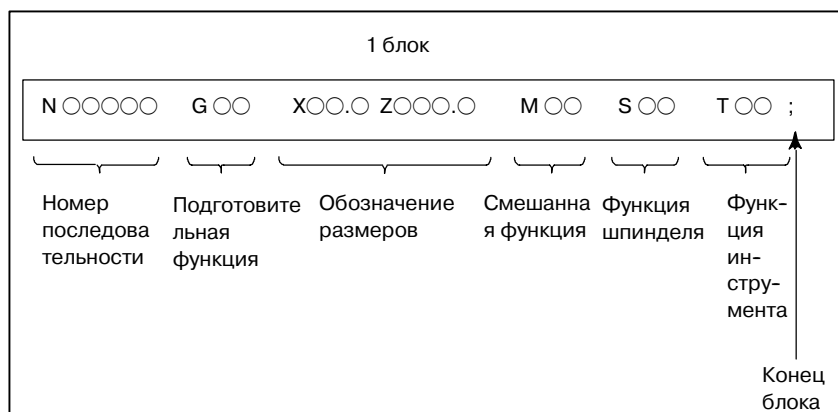 1 блок
N ○○○○○ G ○○ X○○.○ Z○○○.○ M ○○ S ○○ T ○○ ;
Номер
последова
тельности
Подготовите
льная
функция
Обозначение
размеров
Смешанна
я функция
Функция
шпинделя
Функ-
ция
ин-
стру-
мента
Конец
блока